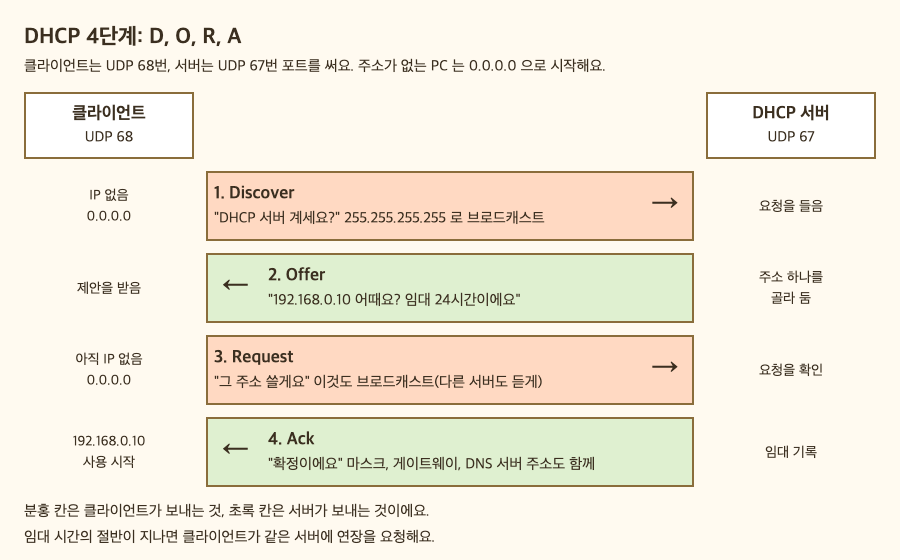 DHCP 4단계: D, O, R, A
클라이언트는 UDP 68번, 서버는 UDP 67번 포트를 써요. 주소가 없는 PC 는 0.0.0.0 으로 시작해요.
클라이언트
UDP 68
DHCP 서버
UDP 67
IP 없음
0.0.0.0
1. Discover
"DHCP 서버 계세요?" 255.255.255.255 로 브로드캐스트
→
요청을 들음
제안을 받음
←
2. Offer
"192.168.0.10 어때요? 임대 24시간이에요"
주소 하나를
골라 둠
아직 IP 없음
0.0.0.0
3. Request
"그 주소 쓸게요" 이것도 브로드캐스트(다른 서버도 듣게)
→
요청을 확인
192.168.0.10
사용 시작
←
4. Ack
"확정이에요" 마스크, 게이트웨이, DNS 서버 주소도 함께
임대 기록
분홍 칸은 클라이언트가 보내는 것, 초록 칸은 서버가 보내는 것이에요.
임대 시간의 절반이 지나면 클라이언트가 같은 서버에 연장을 요청해요.